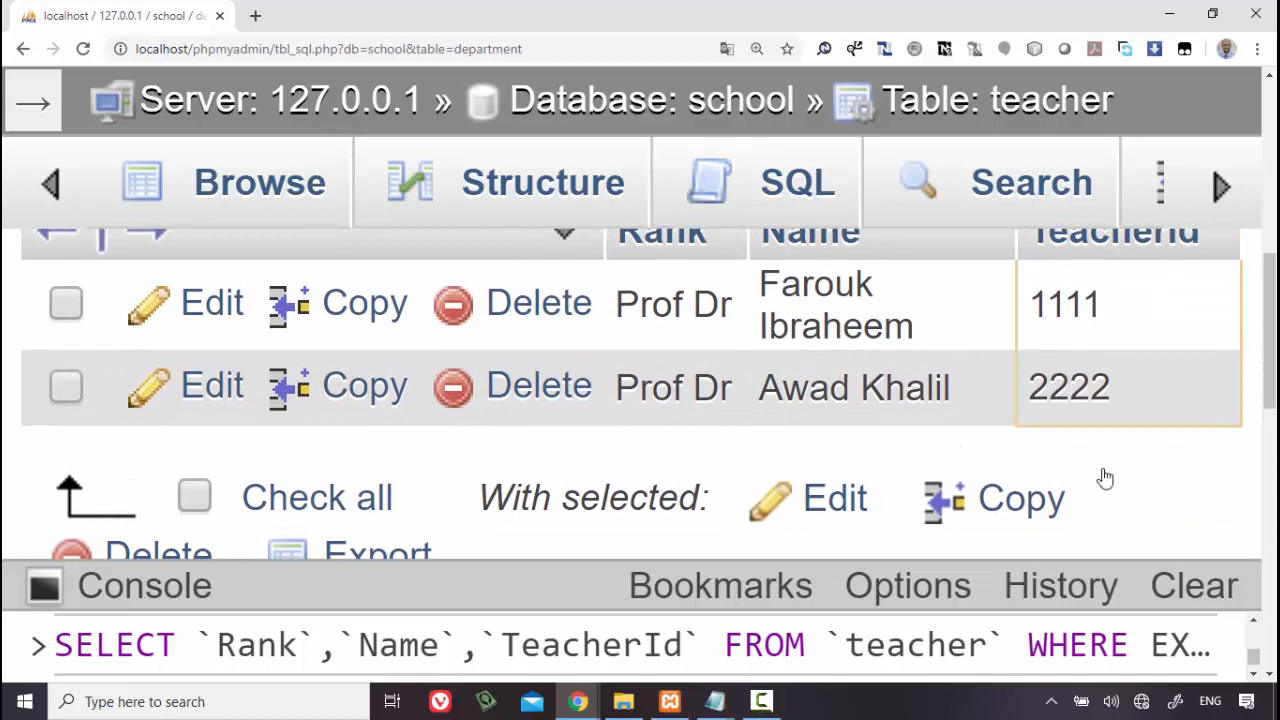 localhost / 127.0.0.1 / school / de
localhost/phpmyadmin/tbl_sql.php?db=school&table=department
Server: 127.0.0.1 » Database: school » Table: teacher
Browse Structure SQL Search
Rank Name TeacherId
Edit Copy Delete Prof Dr Farouk Ibraheem 1111
Edit Copy Delete Prof Dr Awad Khalil 2222
Check all With selected: Edit Copy
Delete Export
Console Bookmarks Options History Clear
>SELECT `Rank`,`Name`,`TeacherId` FROM `teacher` WHERE EX…
Type here to search ENG